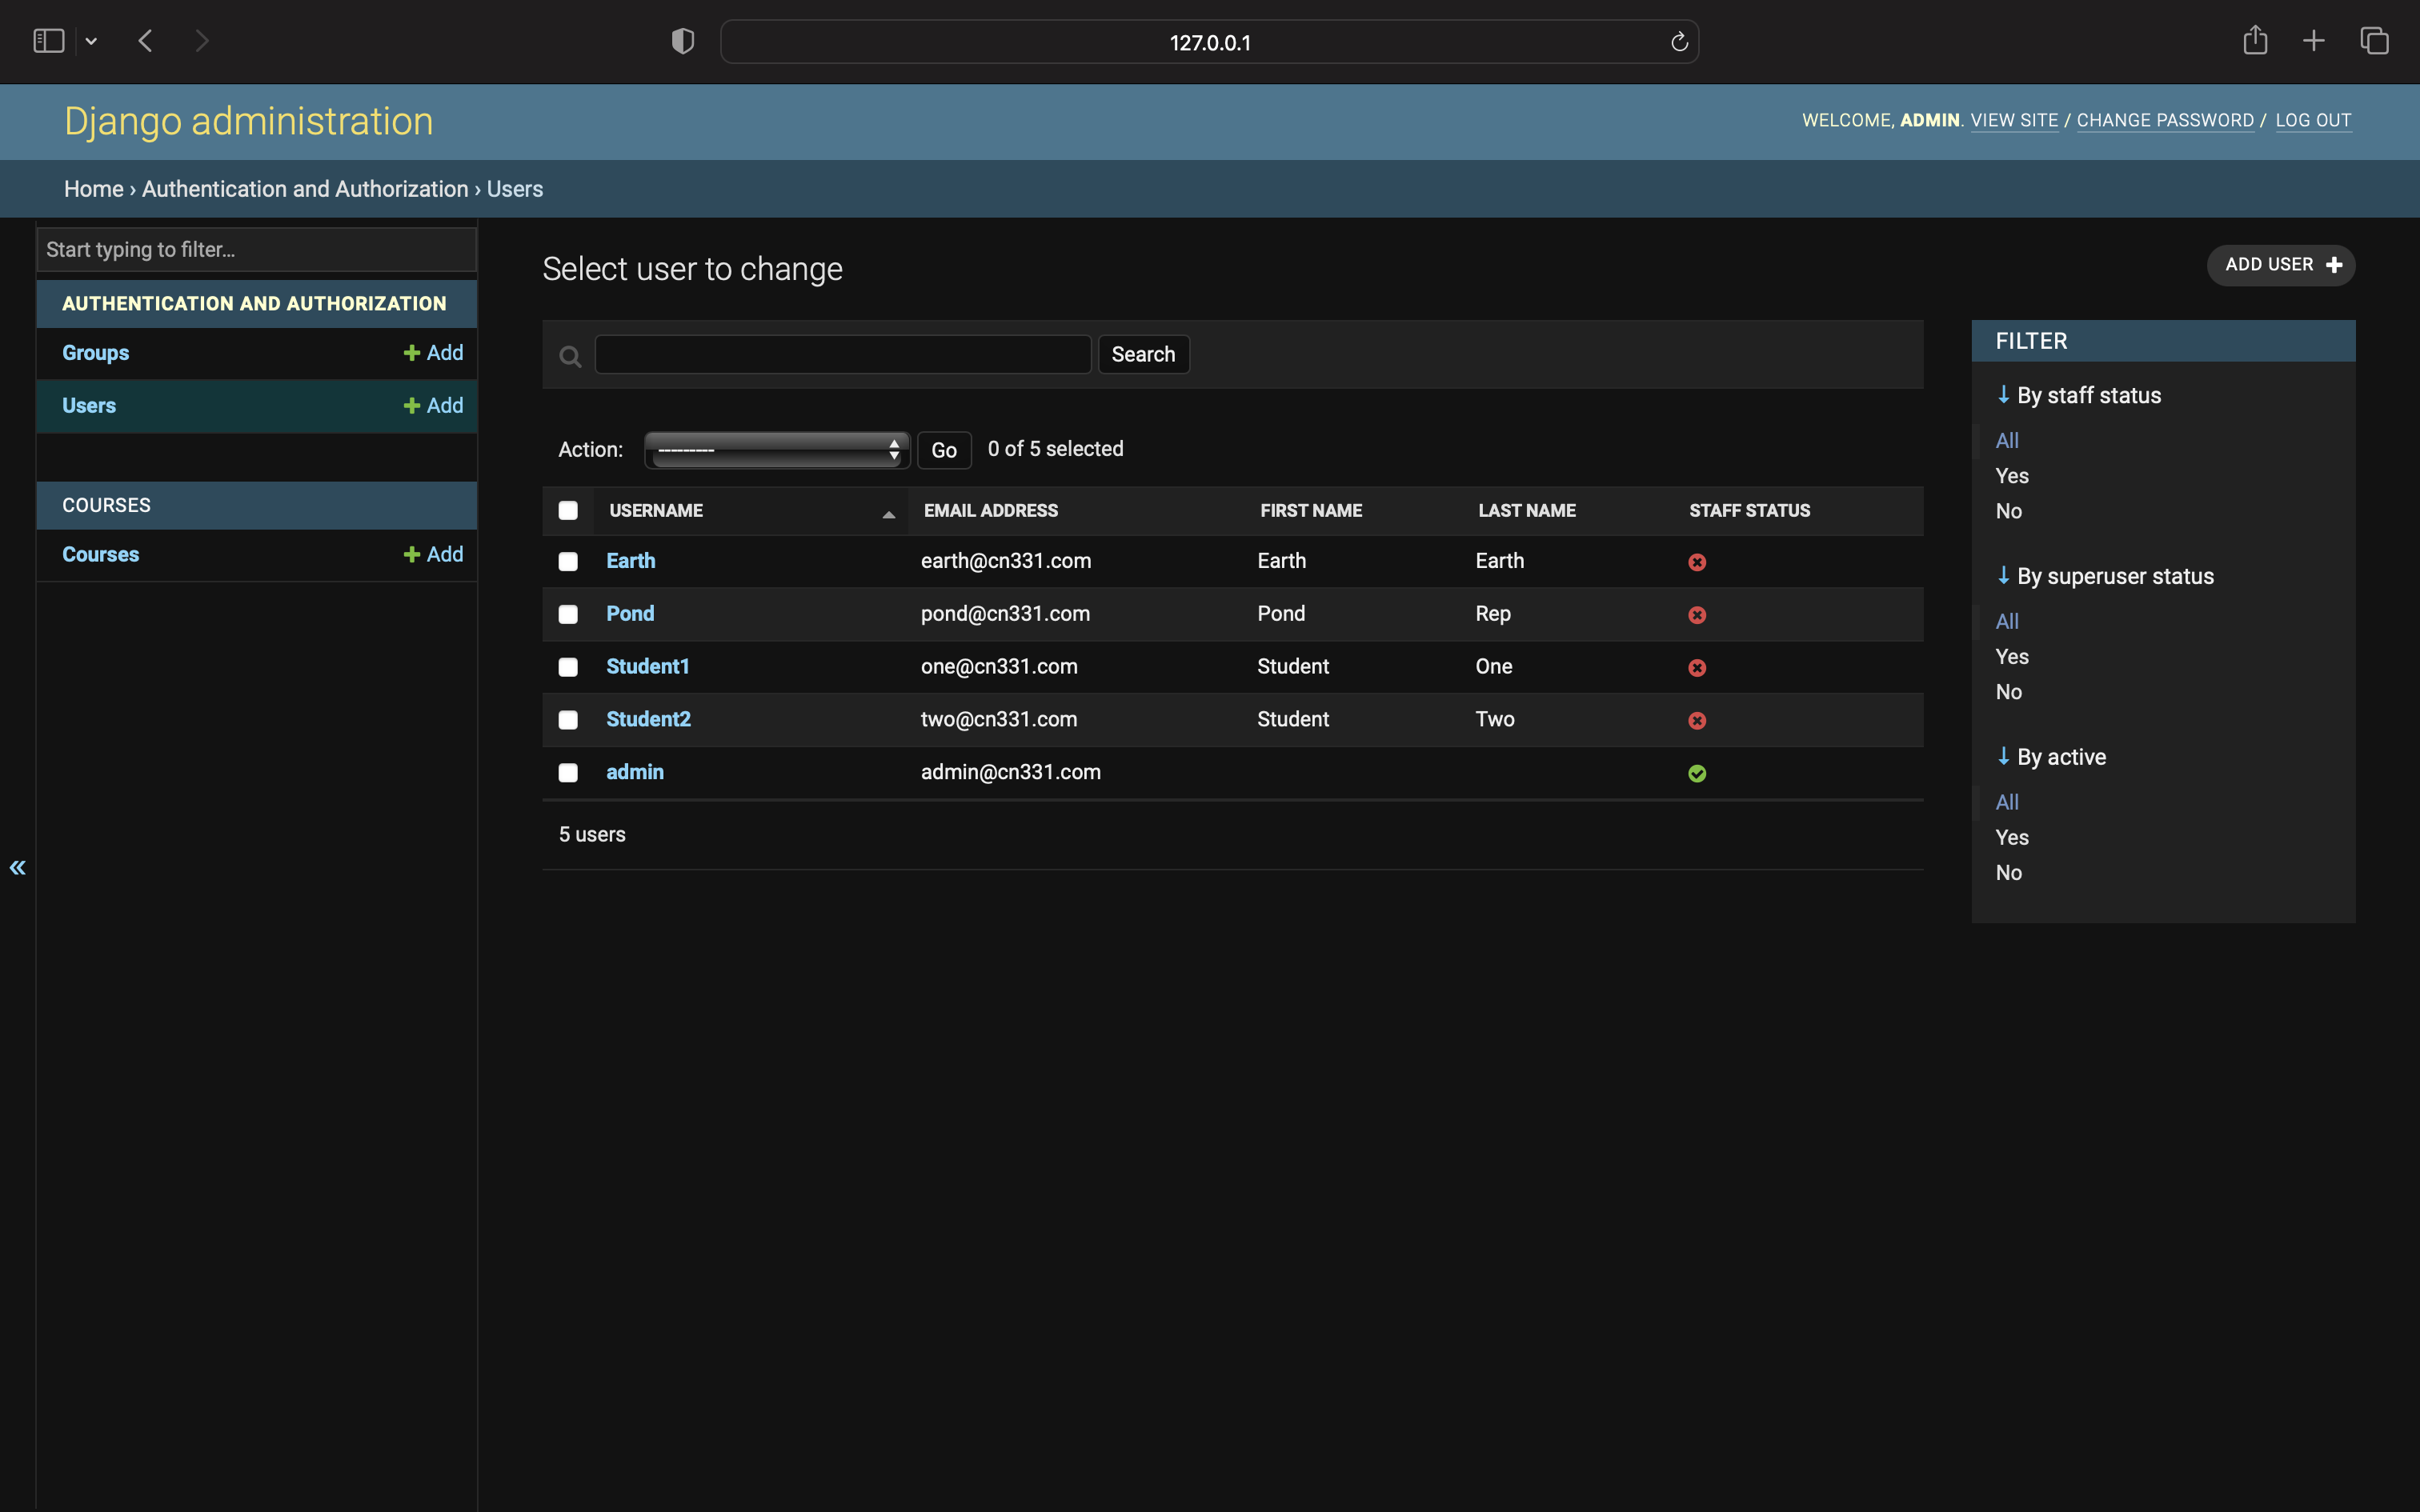 127.0.0.1
Django administration
WELCOME, ADMIN. VIEW SITE / CHANGE PASSWORD / LOG OUT
Home › Authentication and Authorization › Users
Start typing to filter...
AUTHENTICATION AND AUTHORIZATION
Groups + Add
Users + Add
COURSES
Courses + Add
Select user to change
ADD USER +
Search
Action: --------- Go 0 of 5 selected
USERNAME EMAIL ADDRESS FIRST NAME LAST NAME STAFF STATUS
Earth earth@cn331.com Earth Earth
Pond pond@cn331.com Pond Rep
Student1 one@cn331.com Student One
Student2 two@cn331.com Student Two
admin admin@cn331.com
5 users
«
FILTER
↓ By staff status
All
Yes
No
↓ By superuser status
All
Yes
No
↓ By active
All
Yes
No